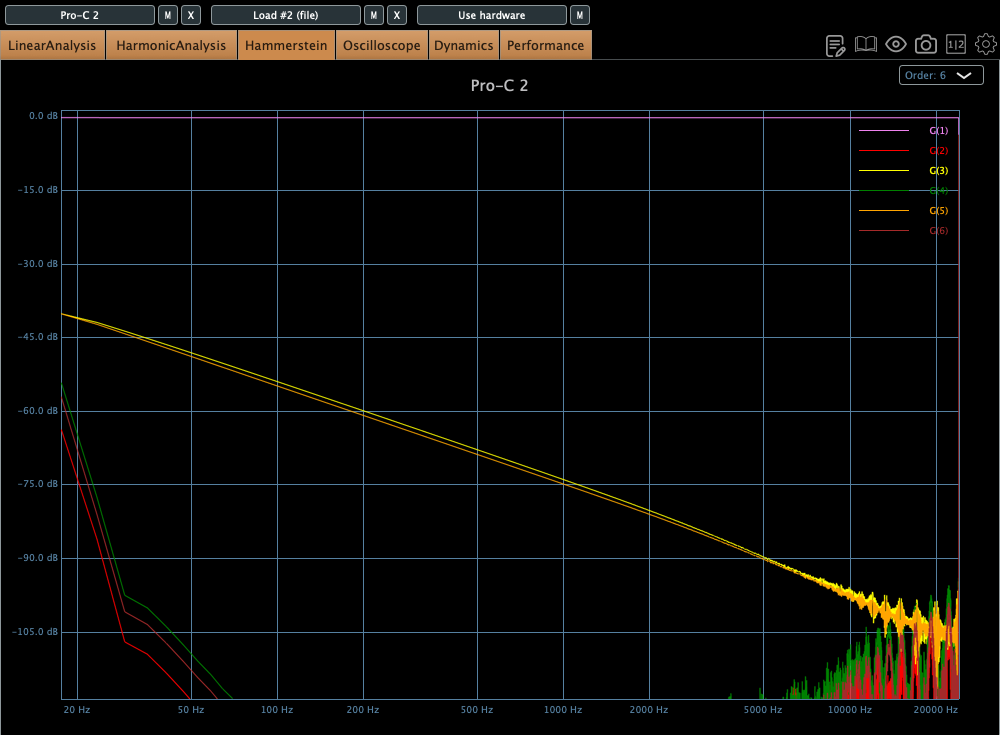 Pro-C 2 M X Load #2 (file) M X Use hardware M
LinearAnalysis HarmonicAnalysis Hammerstein Oscilloscope Dynamics Performance 1|2
Order: 6
Pro-C 2
0.0 dB
-15.0 dB
-30.0 dB
-45.0 dB
-60.0 dB
-75.0 dB
-90.0 dB
-105.0 dB
G(1)
G(2)
G(3)
G(4)
G(5)
G(6)
20 Hz 50 Hz 100 Hz 200 Hz 500 Hz 1000 Hz 2000 Hz 5000 Hz 10000 Hz 20000 Hz